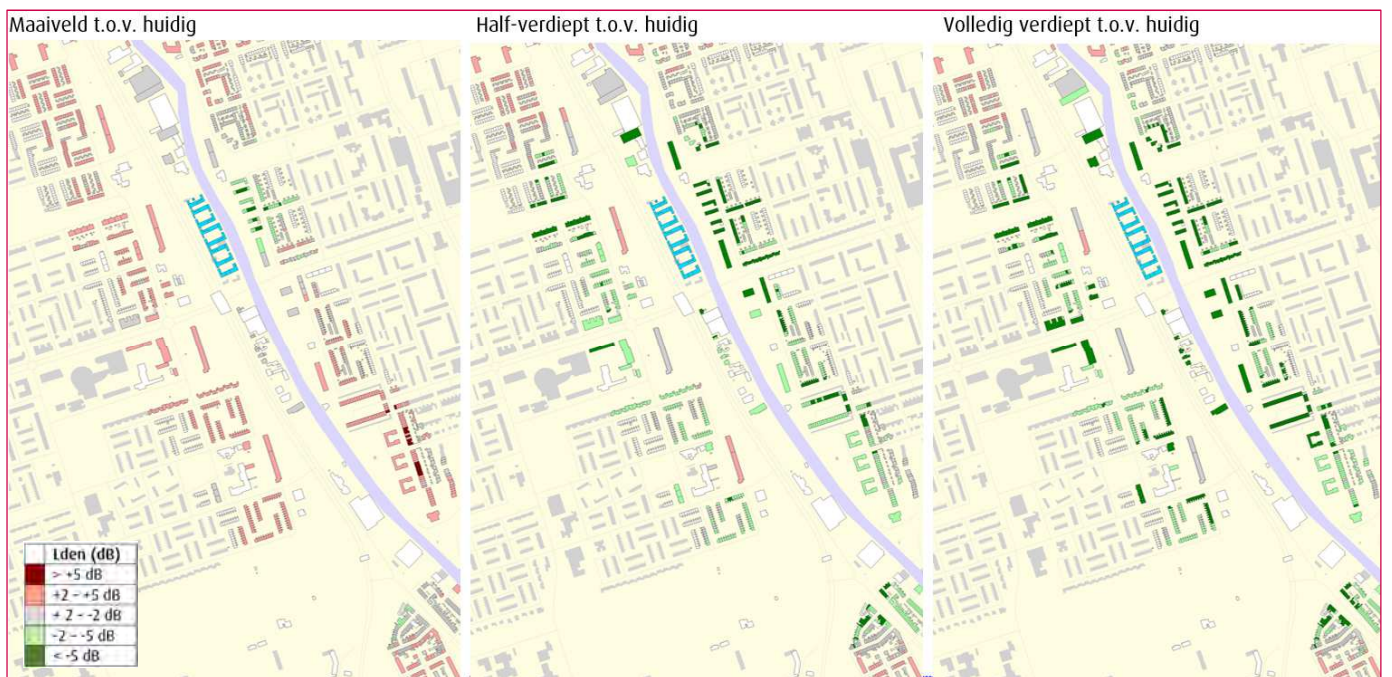 Maaiveld t.o.v. huidig
Half-verdiept t.o.v. huidig
Volledig verdiept t.o.v. huidig
Lden (dB)
> +5 dB
+2 - +5 dB
+ 2 - -2 dB
-2 - -5 dB
< -5 dB